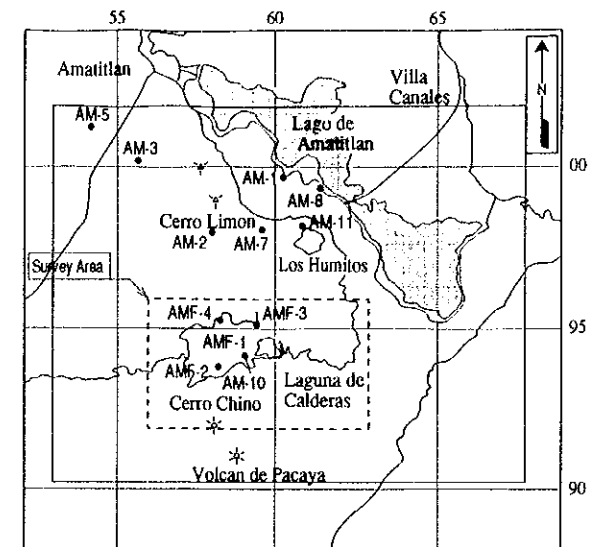 55 60 65
Amatitlan
Villa
Canales
N
AM-5
Lago de
Amatitlan
AM-3
00
AM-1
AM-8
Cerro Limon
AM-11
AM-2 AM-7
Los Humitos
Survey Area
AMF-4 AMF-3
95
AMF-1
AMF-2
AM-10
Laguna de
Calderas
Cerro Chino
Volcan de Pacaya
90